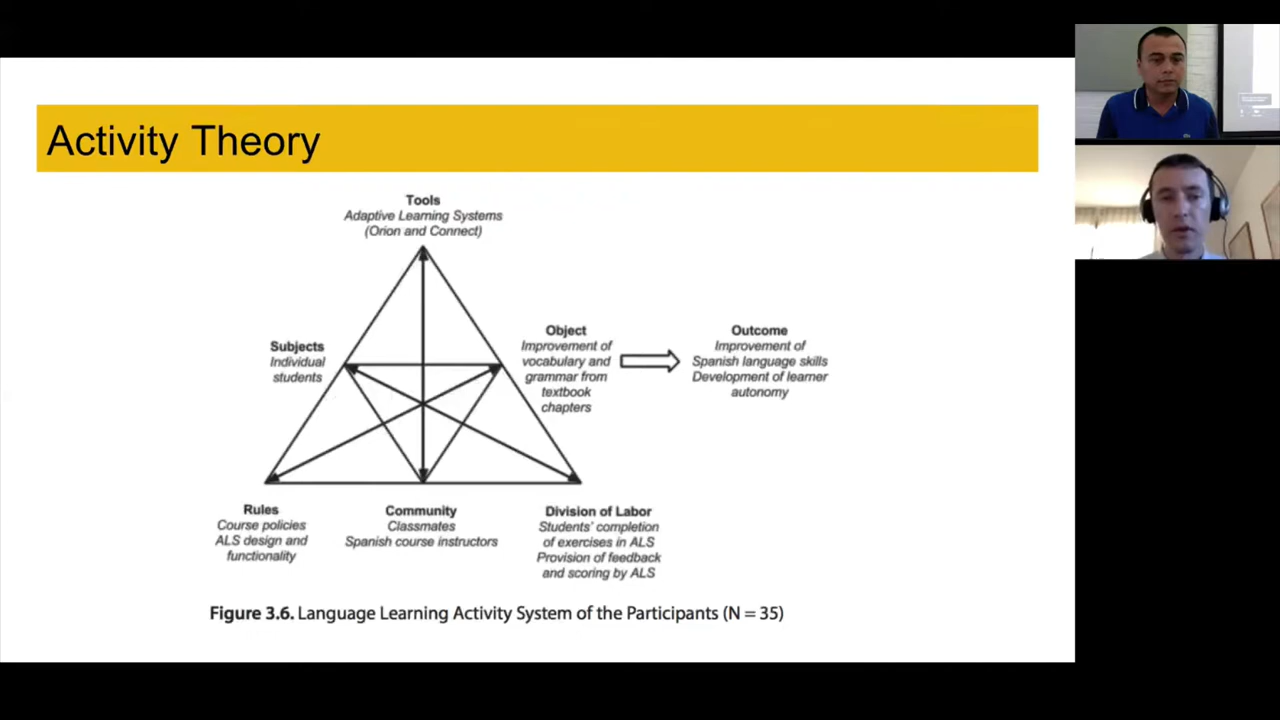 Activity Theory
Tools
Adaptive Learning Systems
(Orion and Connect)
Subjects
Individual
students
Object
Improvement of
vocabulary and
grammar from
textbook
chapters
Outcome
Improvement of
Spanish language skills
Development of learner
autonomy
Rules
Course policies
ALS design and
functionality
Community
Classmates
Spanish course instructors
Division of Labor
Students' completion
of exercises in ALS
Provision of feedback
and scoring by ALS
Figure 3.6. Language Learning Activity System of the Participants (N = 35)